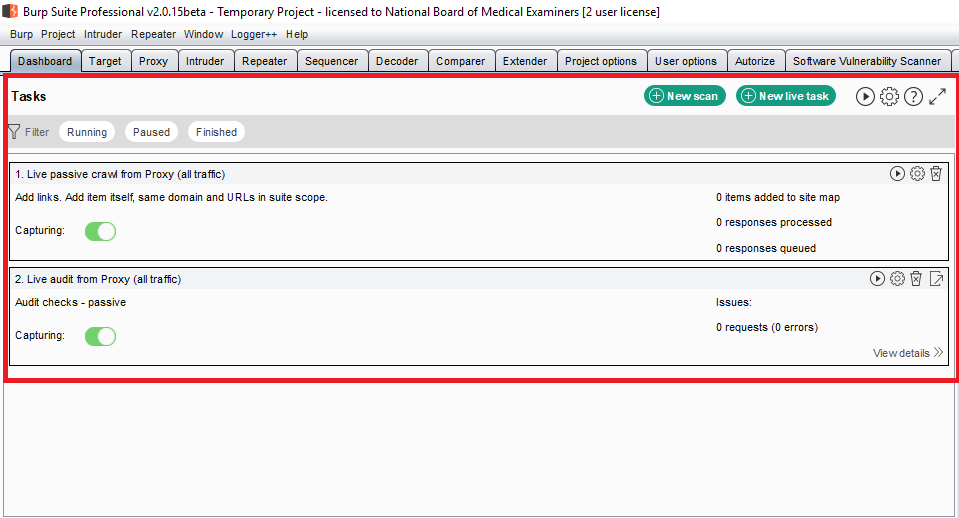 Burp Suite Professional v2.0.15beta - Temporary Project - licensed to National Board of Medical Examiners [2 user license]
Burp Project Intruder Repeater Window Logger++ Help
Dashboard Target Proxy Intruder Repeater Sequencer Decoder Comparer Extender Project options User options Autorize Software Vulnerability Scanner
Tasks New scan New live task
Filter Running Paused Finished
1. Live passive crawl from Proxy (all traffic)
Add links. Add item itself, same domain and URLs in suite scope. 0 items added to site map
0 responses processed
Capturing:
0 responses queued
2. Live audit from Proxy (all traffic)
Audit checks - passive Issues:
Capturing: 0 requests (0 errors)
View details